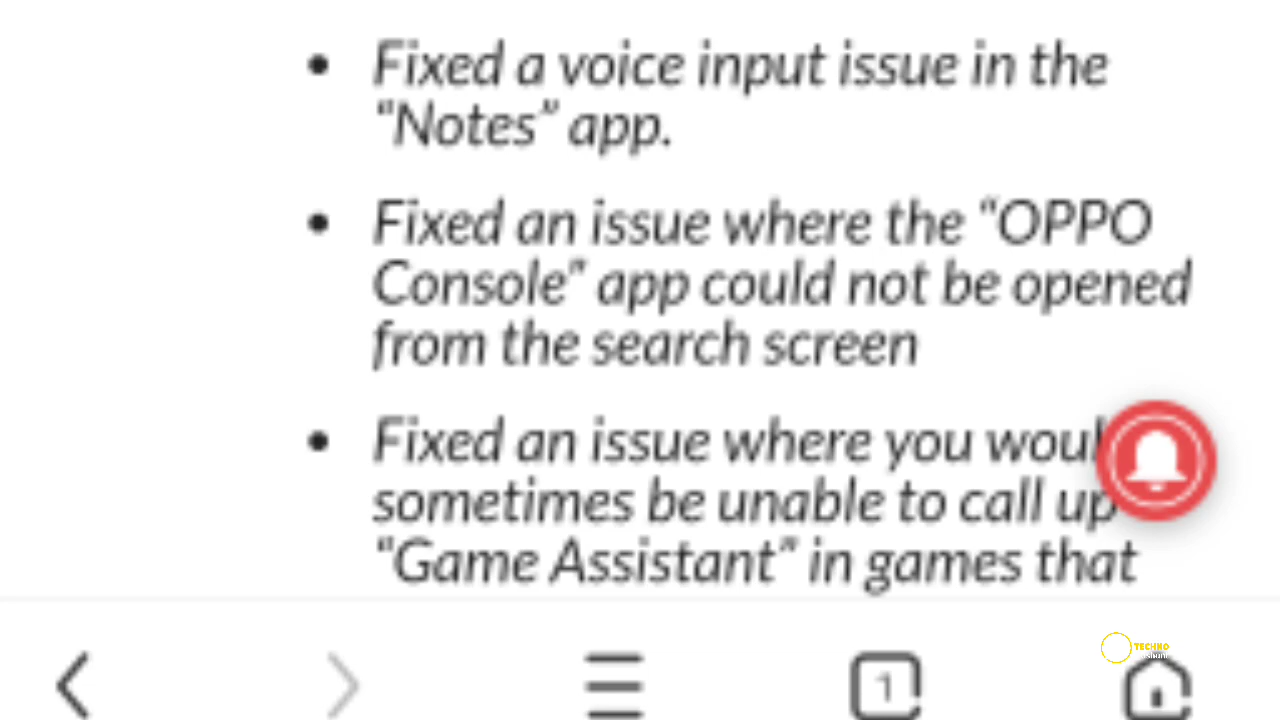 • Fixed a voice input issue in the
“Notes” app.
• Fixed an issue where the “OPPO
Console” app could not be opened
from the search screen
• Fixed an issue where you woul
sometimes be unable to call up
“Game Assistant” in games that
1
TECHNO